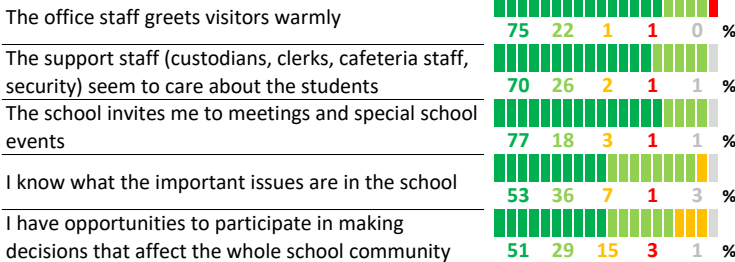 The office staff greets visitors warmly
75 22 1 1 0 %
The support staff (custodians, clerks, cafeteria staff,
security) seem to care about the students
70 26 2 1 1 %
The school invites me to meetings and special school
events
77 18 3 1 1 %
I know what the important issues are in the school
53 36 7 1 3 %
I have opportunities to participate in making
decisions that affect the whole school community
51 29 15 3 1 %